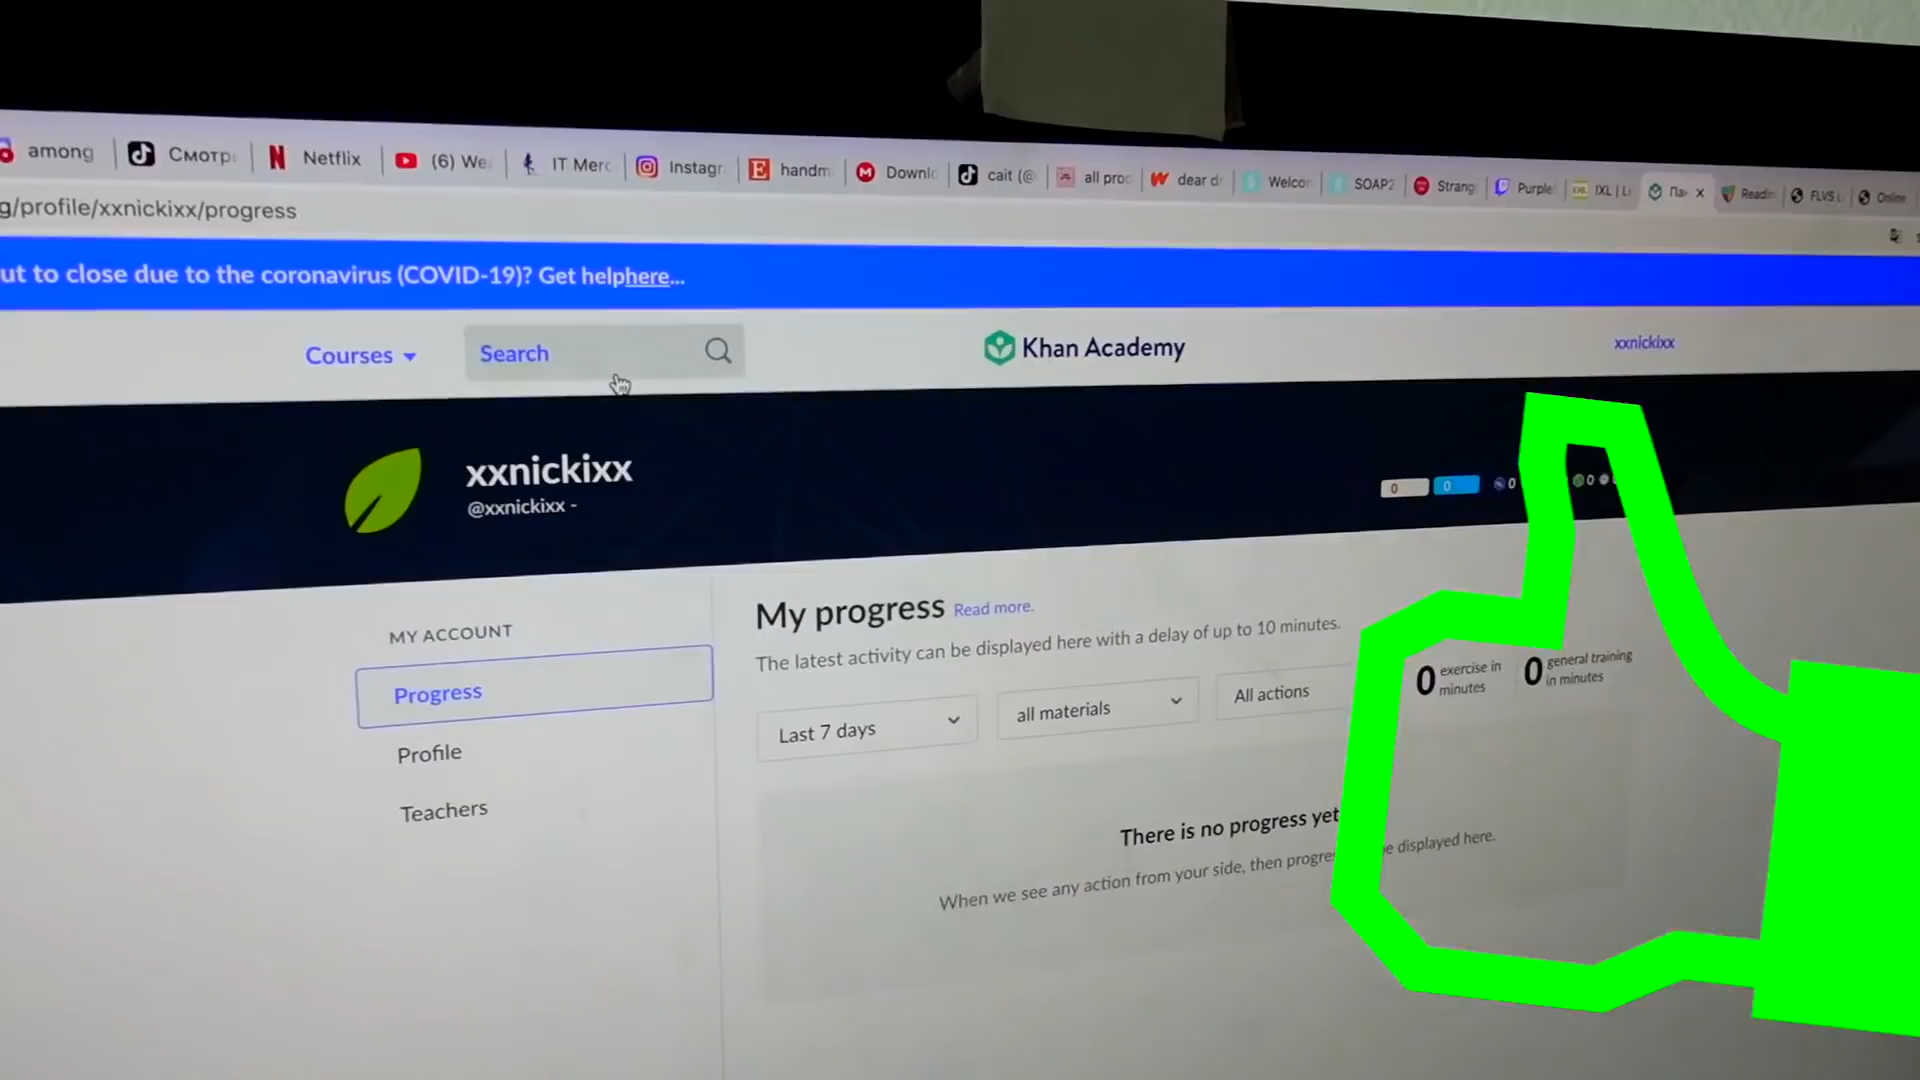 among
Смотр
Netflix
(6) We
IT Merc
Instagr
handm
Downlo
cait (@
all proc
dear d
Welcor
SOAP2
Strang
Purple
IXL | L
Па
Readin
FLVS L
Online
g/profile/xxnickixx/progress
ut to close due to the coronavirus (COVID-19)? Get helphere...
Courses
Search
Khan Academy
xxnickixx
xxnickixx
@xxnickixx -
0
0
0
0
MY ACCOUNT
Progress
Profile
Teachers
My progress Read more.
The latest activity can be displayed here with a delay of up to 10 minutes.
Last 7 days
all materials
All actions
0 exercise in minutes
0 general training in minutes
There is no progress yet
When we see any action from your side, then progre e displayed here.